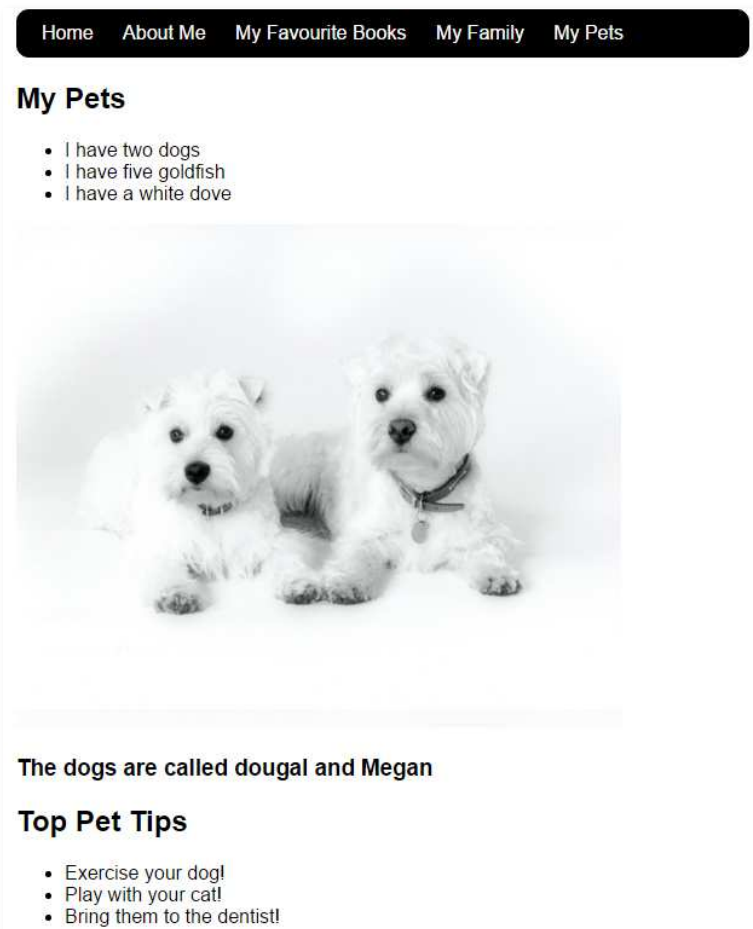 Home About Me My Favourite Books My Family My Pets
My Pets
• I have two dogs
• I have five goldfish
• I have a white dove
The dogs are called dougal and Megan
Top Pet Tips
• Exercise your dog!
• Play with your cat!
• Bring them to the dentist!